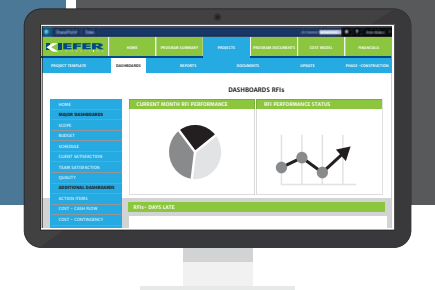 SharePoint
KIEFER
HOME
PROGRAM SUMMARY
PROJECTS
PROGRAM DOCUMENTS
COST MODEL
FINANCIALS
PROJECT TEMPLATE
DASHBOARDS
REPORTS
DOCUMENTS
UPDATE
PHASE -CONSTRUCTION
DASHBOARDS RFIs
HOME
MAJOR DASHBOARDS
SCOPE
BUDGET
SCHEDULE
CLIENT SATISFACTION
TEAM SATISFACTION
QUALITY
ADDITIONAL DASHBOARDS
ACTION ITEMS
COST - CASH FLOW
COST - CONTINGENCY
CURRENT MONTH RFI PERFORMANCE
RFI PERFORMANCE STATUS
RFIs- DAYS LATE